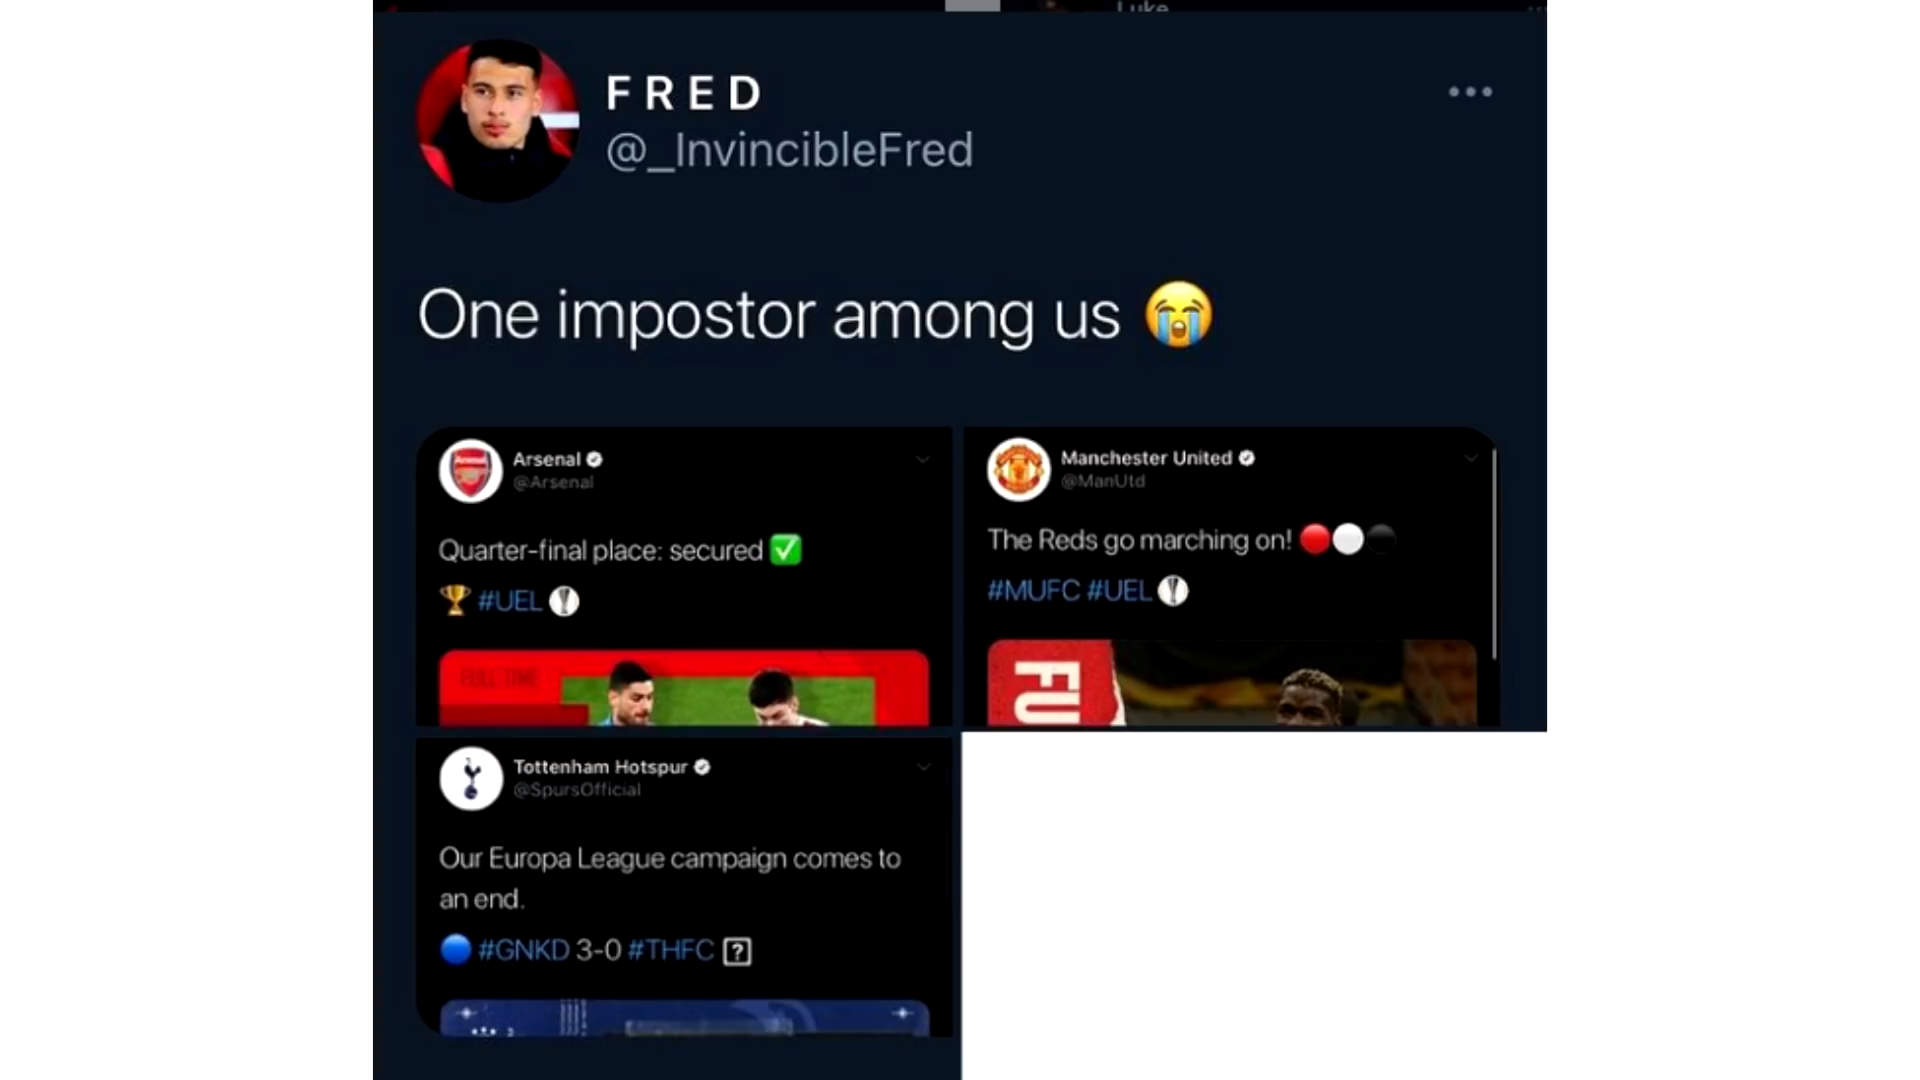 Luke
FRED
@_InvincibleFred
One impostor among us 😭
Arsenal
@Arsenal
Quarter-final place: secured ✅
🏆 #UEL
FULL TIME
Manchester United
@ManUtd
The Reds go marching on! 🔴⚪⚫
#MUFC #UEL
FU
Tottenham Hotspur
@SpursOfficial
Our Europa League campaign comes to
an end.
🔵 #GNKD 3-0 #THFC ?